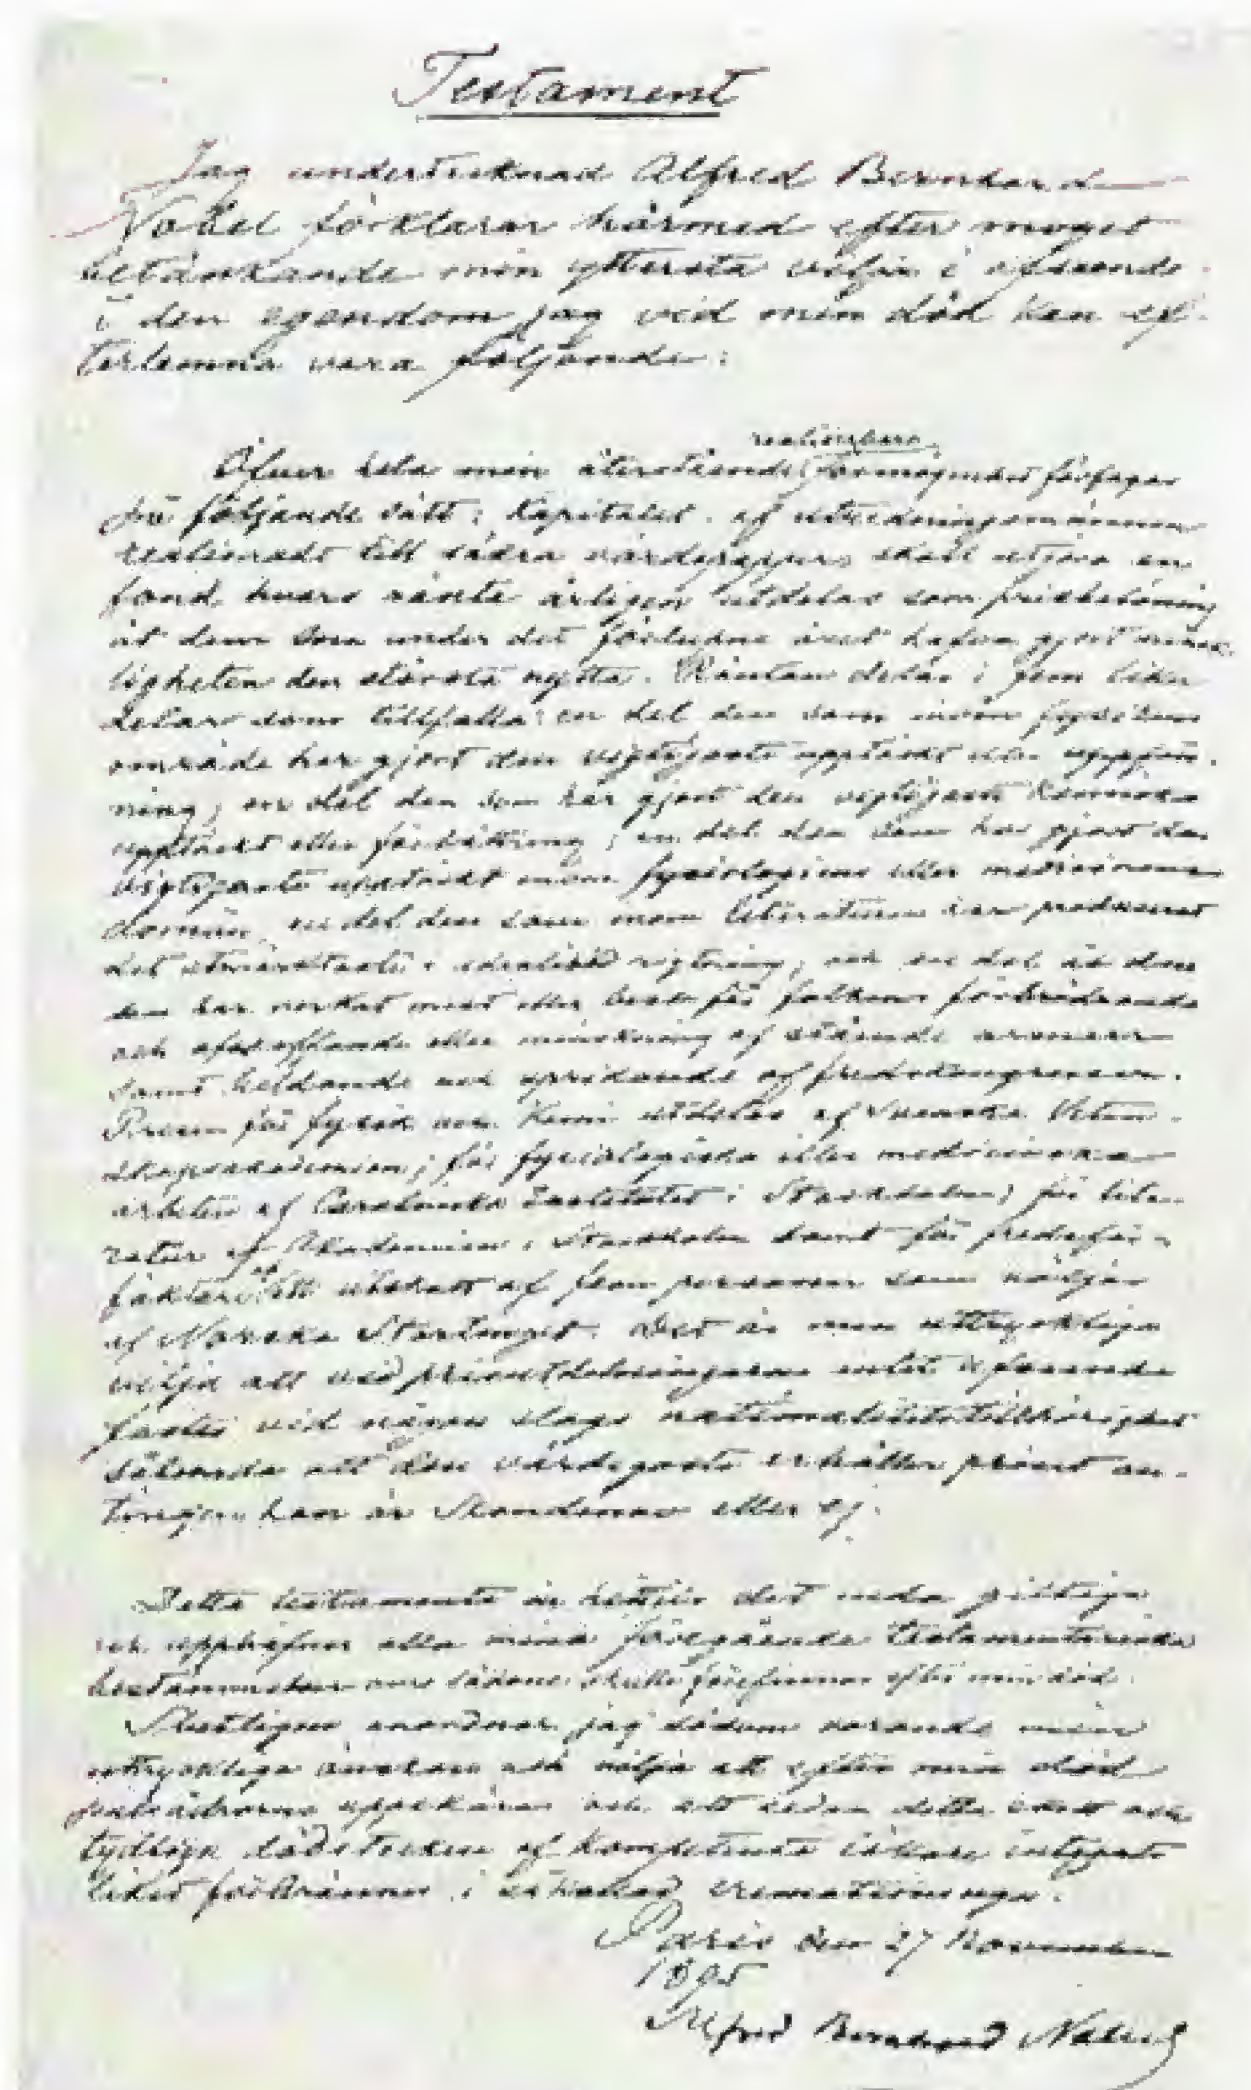 Testament
Jag undertecknad Alfred Bernhard
Nobel förklarar härmed efter moget
betänkande min yttersta vilja i afseende
å den egendom jag vid min död kan ef-
terlemna vara följande:
realiserbara
Öfver hela min återstående förmögenhet förfogas
på följande sätt: Kapitalet, af utredningsmännen
realiseradt till säkra värdepapper, skall utgöra en
fond, hvars ränta årligen utdelas som prisbelöning
åt dem som under det förlupne året hafva gjort mensk-
ligheten den största nytta. Räntan delas i fem lika
delar som tillfalla: en del den som inom fysikens
område har gjort den vigtigaste upptäckt eller uppfin-
ning; en del den som har gjort den vigtigaste kemiska
upptäckt eller förbättring; en del den som har gjort den
vigtigaste upptäckt inom fysiologiens eller medicinens
domän; en del den som inom literaturen har producerat
det utmärktaste i idealisk rigtning; och en del åt den
som har verkat mest eller bäst för folkens förbrödrande
och afskaffande eller minskning af stående armeer
samt bildande och spridande af fredskongresser.
Prisen för fysik och kemi utdelas af Svenska Veten-
skapsakademien; för fysiologiska eller medicinska
arbeten af Carolinska Institutet i Stockholm; för lite-
ratur af Akademien i Stockholm samt för fredsför-
fäktare af ett utskott af fem personer som väljas
af Norska Stortinget. Det är min uttryckliga
vilja att vid prisutdelningarna intet afseende
fästes vid någon slags nationalitetstillhörighet
sålunda att den värdigaste erhåller priset an-
tingen han är Skandinav eller ej.
Detta testamente är hittills det enda giltiga
och upphäfver alla mina föregående testamentariska
bestämmelser om sådana skulle förefinnas efter min död.
Slutligen anordnar jag såsom varande min
uttryckliga önskan och vilja att efter min död
pulsådrorna uppskäras och att sedan detta skett och
tydliga dödstecken af kompetenta läkare intygats
liket förbrännes i såkallad crematiorsugn.
Paris den 27 November
1895
Alfred Bernhard Nobel